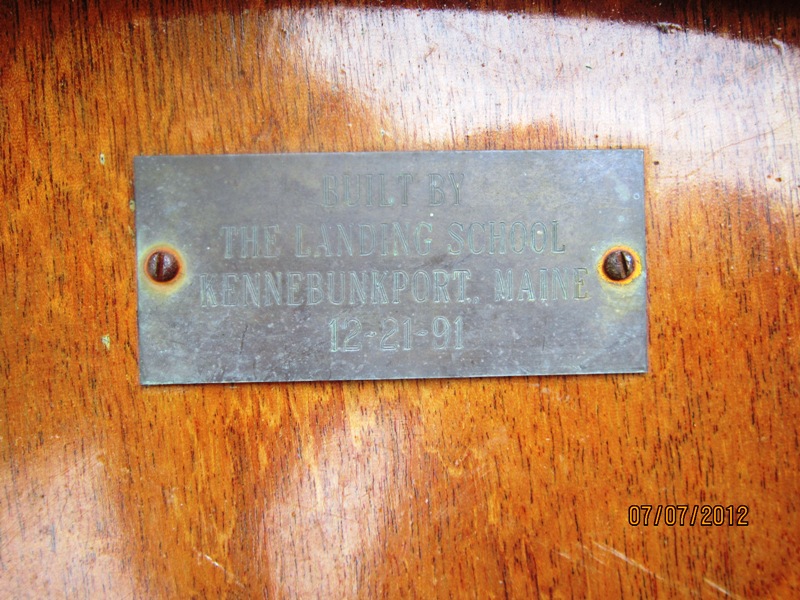 BUILT BY
THE LANDING SCHOOL
KENNEBUNKPORT, MAINE
12-21-91
07/07/2012